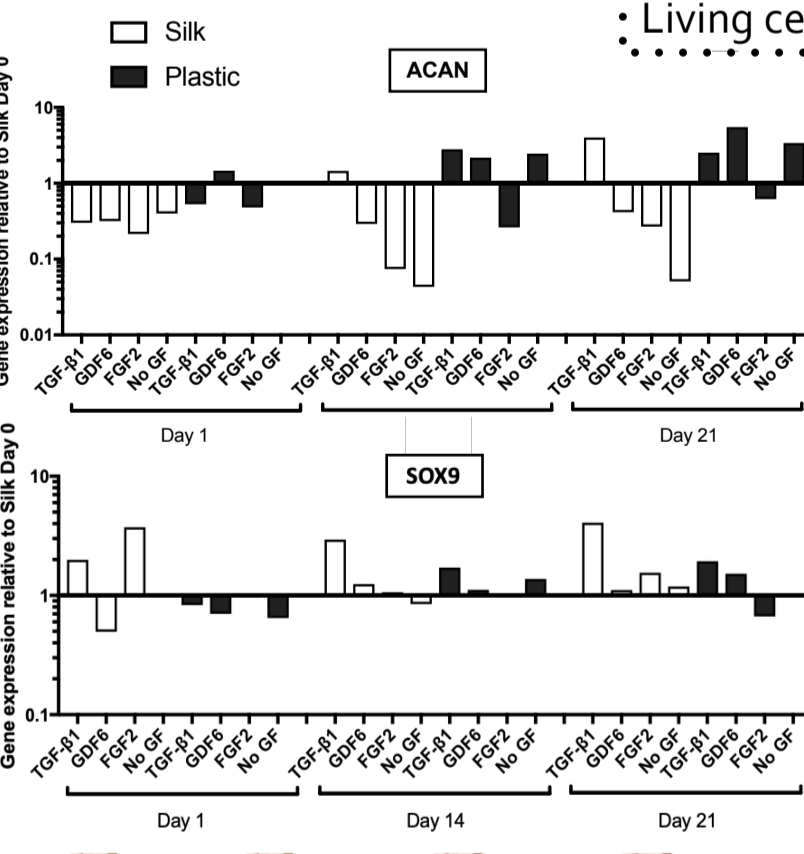 Living ce
Silk
Plastic
ACAN
Gene expression relative to Silk Day 0
10
1
0.1
0.01
TGF-β1 GDF6 FGF2 No GF TGF-β1 GDF6 FGF2 No GF TGF-β1 GDF6 FGF2 No GF TGF-β1 GDF6 FGF2 No GF TGF-β1 GDF6 FGF2 No GF TGF-β1 GDF6 FGF2 No GF
Day 1 Day 21
SOX9
Gene expression relative to Silk Day 0
10
1
0.1
TGF-β1 GDF6 FGF2 No GF TGF-β1 GDF6 FGF2 No GF TGF-β1 GDF6 FGF2 No GF TGF-β1 GDF6 FGF2 No GF TGF-β1 GDF6 FGF2 No GF TGF-β1 GDF6 FGF2 No GF
Day 1 Day 14 Day 21